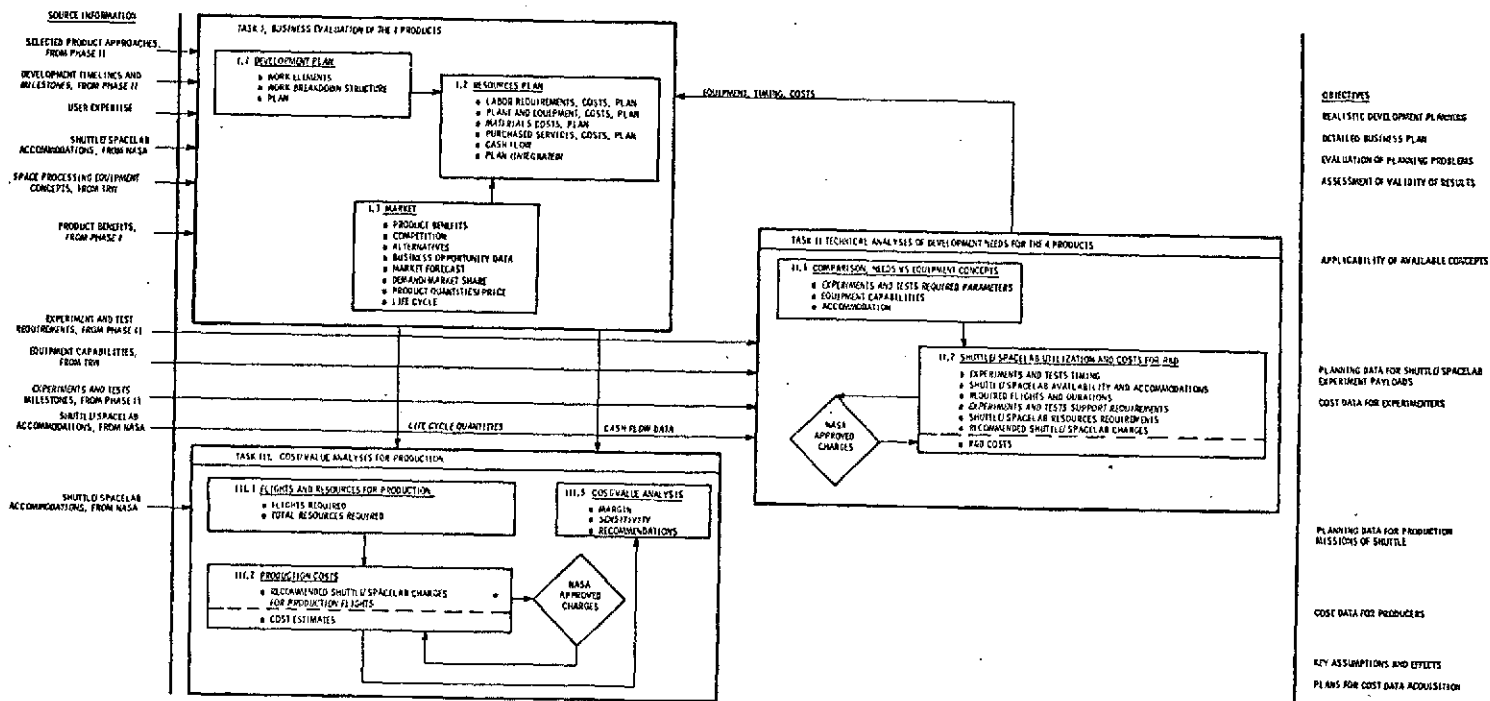 SOURCE INFORMATION
SELECTED PRODUCT APPROACHES,
FROM PHASE II
DEVELOPMENT TIMELINES AND
MILESTONES, FROM PHASE II
USER EXPERTISE
SHUTTLE/SPACELAB
ACCOMMODATIONS, FROM NASA
SPACE PROCESSING EQUIPMENT
CONCEPTS, FROM TRW
PRODUCT BENEFITS,
FROM PHASE I
EXPERIMENT AND TEST
REQUIREMENTS, FROM PHASE II
EQUIPMENT CAPABILITIES,
FROM TRW
EXPERIMENTS AND TESTS
MILESTONES, FROM PHASE II
SHUTTLE/SPACELAB
ACCOMMODATIONS, FROM NASA
SHUTTLE/SPACELAB
ACCOMMODATIONS, FROM NASA
TASK I, BUSINESS EVALUATION OF THE 4 PRODUCTS
I.1 DEVELOPMENT PLAN
WORK ELEMENTS
WORK BREAKDOWN STRUCTURE
PLAN
I.2 RESOURCES PLAN
LABOR REQUIREMENTS, COSTS, PLAN
PLANT AND EQUIPMENT, COSTS, PLAN
MATERIALS COSTS, PLAN
PURCHASED SERVICES, COSTS, PLAN
CASH FLOW
PLAN (INTEGRATED)
I.3 MARKET
PRODUCT BENEFITS
COMPETITION
ALTERNATIVES
BUSINESS OPPORTUNITY DATA
MARKET FORECAST
DEMAND/MARKET SHARE
PRODUCT QUANTITIES/PRICE
LIFE CYCLE
EQUIPMENT, TIMING, COSTS
TASK II TECHNICAL ANALYSES OF DEVELOPMENT NEEDS FOR THE 4 PRODUCTS
II.1 COMPARISON, NEEDS VS EQUIPMENT CONCEPTS
EXPERIMENTS AND TESTS REQUIRED PARAMETERS
EQUIPMENT CAPABILITIES
ACCOMMODATION
II.2 SHUTTLE/SPACELAB UTILIZATION AND COSTS FOR R&D
EXPERIMENTS AND TESTS TIMING
SHUTTLE/SPACELAB AVAILABILITY AND ACCOMMODATIONS
REQUIRED FLIGHTS AND DURATIONS
EXPERIMENTS AND TESTS SUPPORT REQUIREMENTS
SHUTTLE/SPACELAB RESOURCES REQUIREMENTS
RECOMMENDED SHUTTLE/SPACELAB CHARGES
R&D COSTS
NASA
APPROVED
CHARGES
LIFE CYCLE QUANTITIES
CASH FLOW DATA
TASK III. COST/VALUE ANALYSES FOR PRODUCTION
III.1 FLIGHTS AND RESOURCES FOR PRODUCTION
FLIGHTS REQUIRED
TOTAL RESOURCES REQUIRED
III.3 COST/VALUE ANALYSIS
MARGIN
SENSITIVITY
RECOMMENDATIONS
III.2 PRODUCTION COSTS
RECOMMENDED SHUTTLE/SPACELAB CHARGES
FOR PRODUCTION FLIGHTS
COST ESTIMATES
NASA
APPROVED
CHARGES
OBJECTIVES
REALISTIC DEVELOPMENT PLANNING
DETAILED BUSINESS PLAN
EVALUATION OF PLANNING PROBLEMS
ASSESSMENT OF VALIDITY OF RESULTS
APPLICABILITY OF AVAILABLE CONCEPTS
PLANNING DATA FOR SHUTTLE/SPACELAB
EXPERIMENT PAYLOADS
COST DATA FOR EXPERIMENTERS
PLANNING DATA FOR PRODUCTION
MISSIONS OF SHUTTLE
COST DATA FOR PRODUCERS
KEY ASSUMPTIONS AND EFFECTS
PLANS FOR COST DATA ACQUISITION